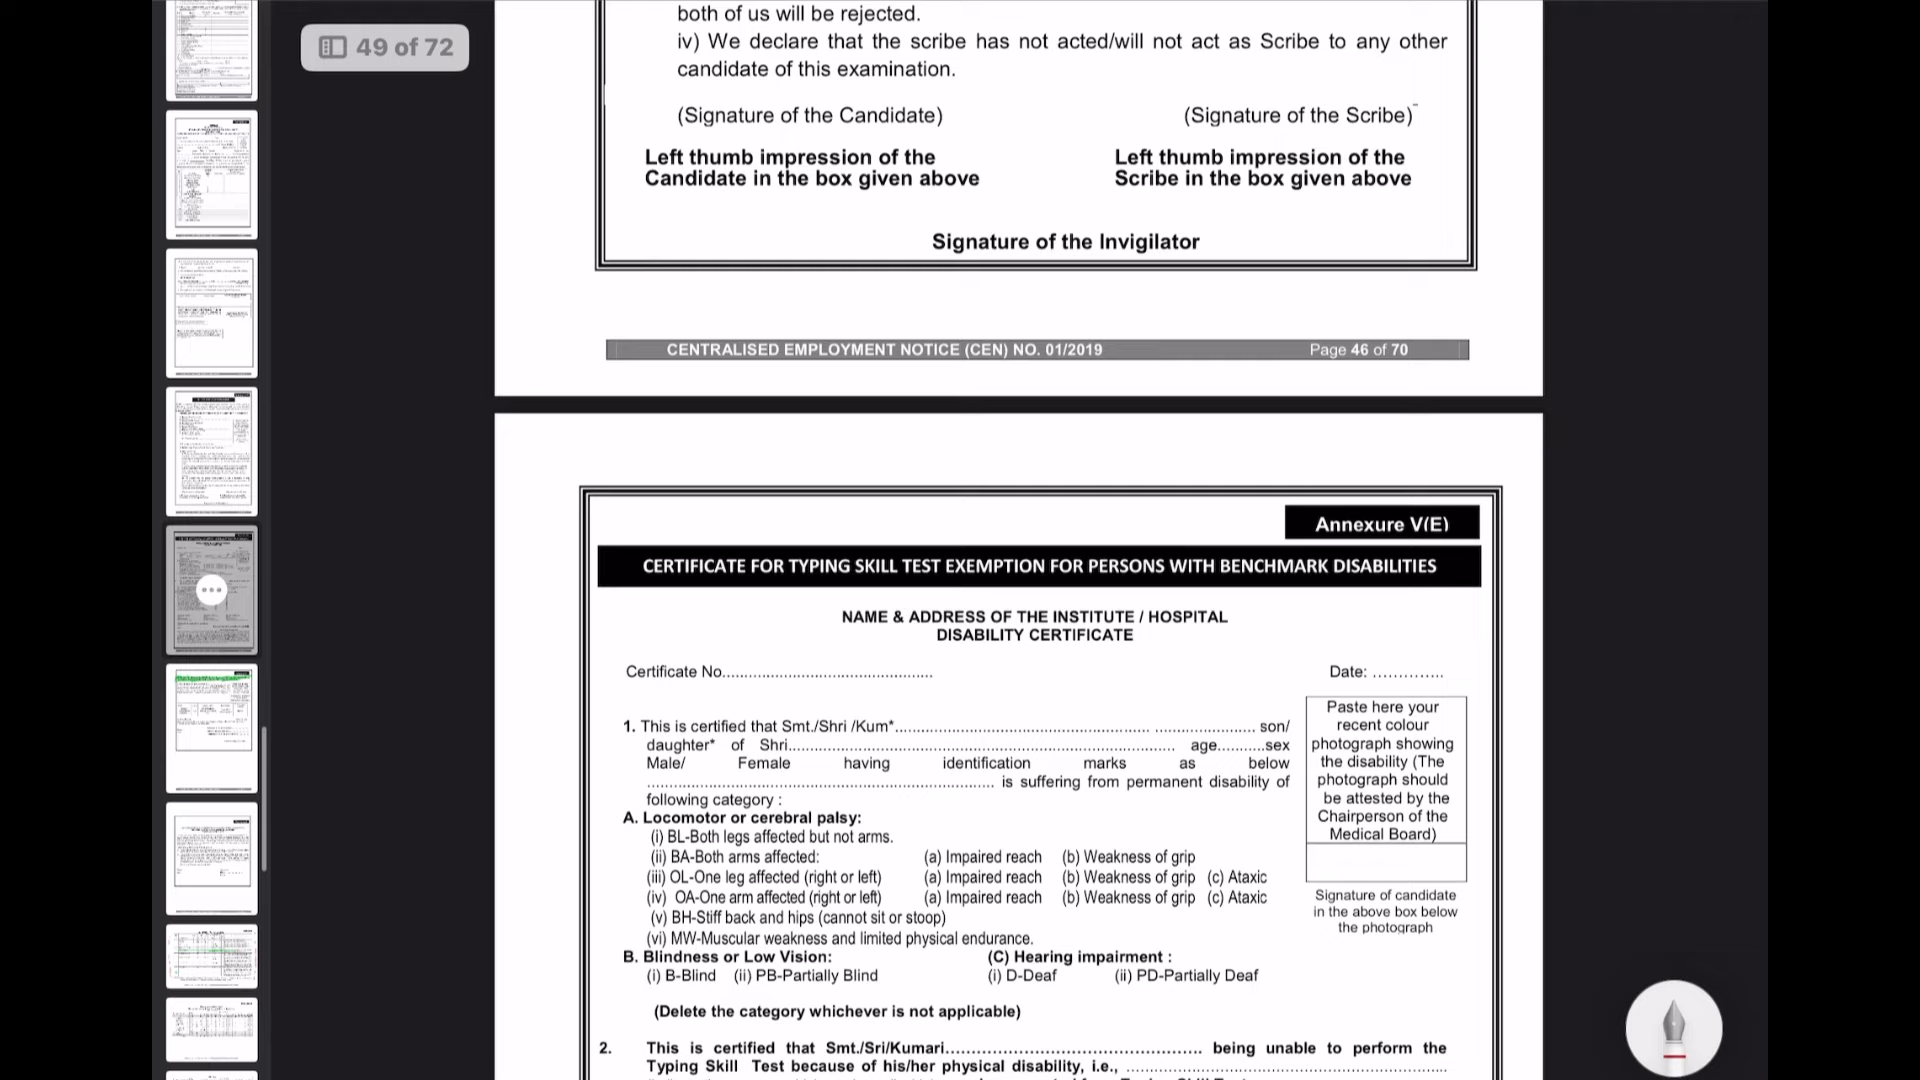 49 of 72
both of us will be rejected.
iv) We declare that the scribe has not acted/will not act as Scribe to any other
candidate of this examination.
(Signature of the Candidate) (Signature of the Scribe)
Left thumb impression of the Left thumb impression of the
Candidate in the box given above Scribe in the box given above
Signature of the Invigilator
CENTRALISED EMPLOYMENT NOTICE (CEN) NO. 01/2019 Page 46 of 70
Annexure V(E)
CERTIFICATE FOR TYPING SKILL TEST EXEMPTION FOR PERSONS WITH BENCHMARK DISABILITIES
NAME & ADDRESS OF THE INSTITUTE / HOSPITAL
DISABILITY CERTIFICATE
Certificate No............................................... Date: ..............
1. This is certified that Smt./Shri /Kum*......................................................... ...................... son/
daughter* of Shri...................................................................................... age...........sex
Male/ Female having identification marks as below
.............................................................................. is suffering from permanent disability of
following category :
Paste here your
recent colour
photograph showing
the disability (The
photograph should
be attested by the
Chairperson of the
Medical Board)
Signature of candidate
in the above box below
the photograph
A. Locomotor or cerebral palsy:
(i) BL-Both legs affected but not arms.
(ii) BA-Both arms affected: (a) Impaired reach (b) Weakness of grip
(iii) OL-One leg affected (right or left) (a) Impaired reach (b) Weakness of grip (c) Ataxic
(iv) OA-One arm affected (right or left) (a) Impaired reach (b) Weakness of grip (c) Ataxic
(v) BH-Stiff back and hips (cannot sit or stoop)
(vi) MW-Muscular weakness and limited physical endurance.
B. Blindness or Low Vision: (C) Hearing impairment :
(i) B-Blind (ii) PB-Partially Blind (i) D-Deaf (ii) PD-Partially Deaf
(Delete the category whichever is not applicable)
2. This is certified that Smt./Sri/Kumari............................................ being unable to perform the
Typing Skill Test because of his/her physical disability, i.e., .......................................................